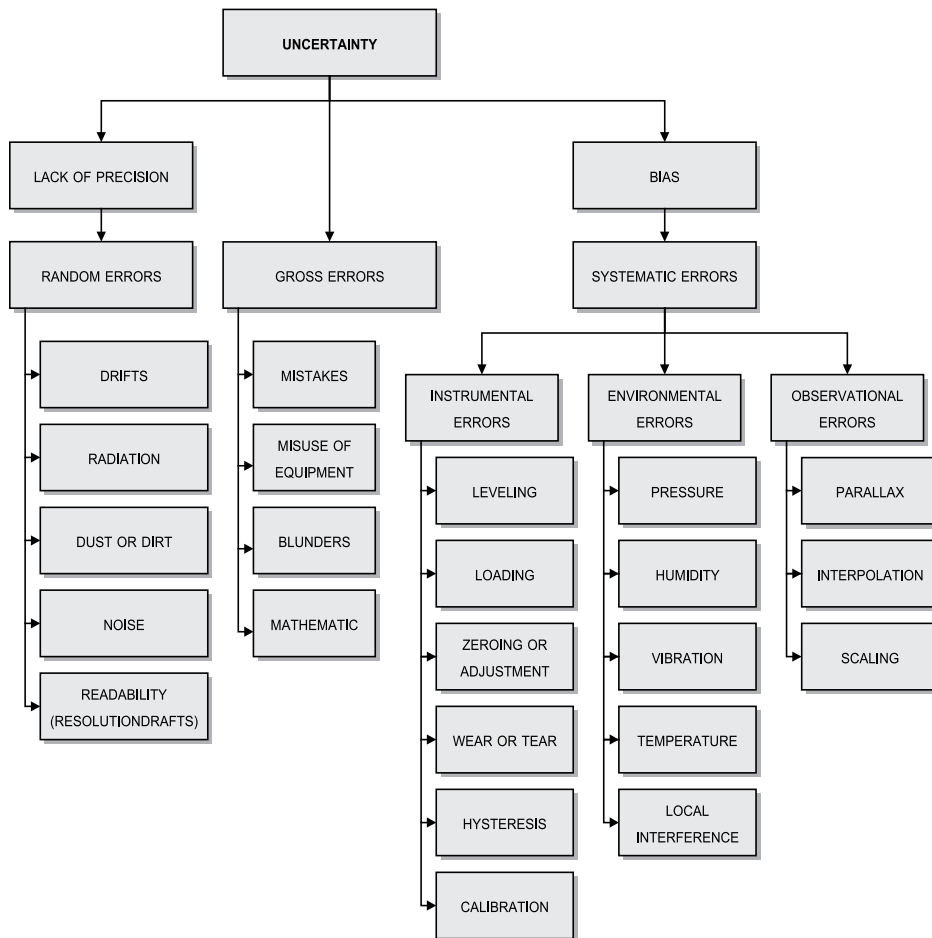 UNCERTAINTY
LACK OF PRECISION
BIAS
RANDOM ERRORS
GROSS ERRORS
SYSTEMATIC ERRORS
DRIFTS
RADIATION
DUST OR DIRT
NOISE
READABILITY
(RESOLUTIONDRAFTS)
MISTAKES
MISUSE OF
EQUIPMENT
BLUNDERS
MATHEMATIC
INSTRUMENTAL
ERRORS
LEVELING
LOADING
ZEROING OR
ADJUSTMENT
WEAR OR TEAR
HYSTERESIS
CALIBRATION
ENVIRONMENTAL
ERRORS
PRESSURE
HUMIDITY
VIBRATION
TEMPERATURE
LOCAL
INTERFERENCE
OBSERVATIONAL
ERRORS
PARALLAX
INTERPOLATION
SCALING